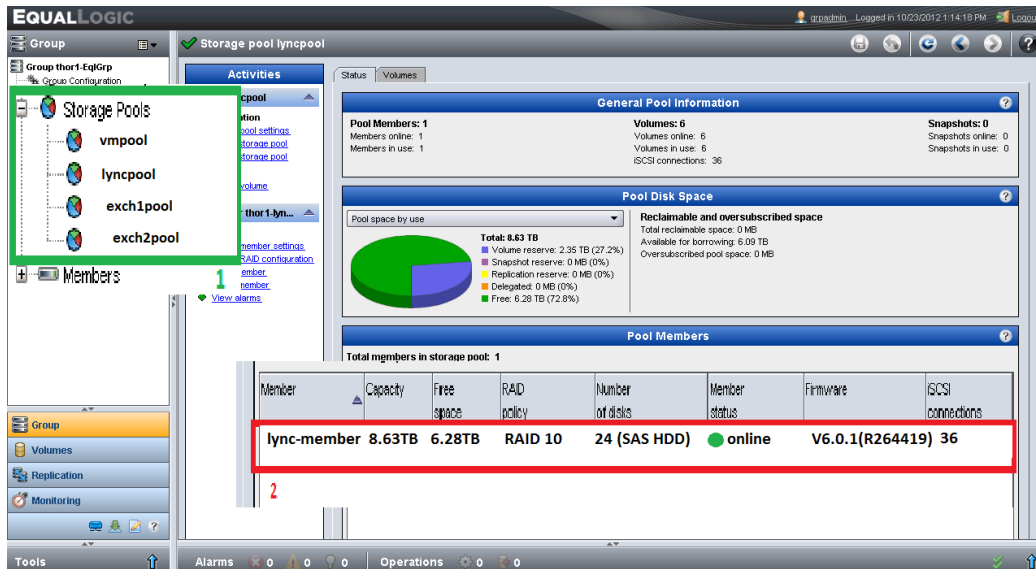 EQUALLOGIC
grpadmin Logged in 10/23/2012 1:14:18 PM Logout
Group
Storage pool lyncpool
Group thor1-EqlGrp
Group Configuration
Storage Pools
vmpool
lyncpool
exch1pool
exch2pool
Members
1
Activities
cpool
tion
pool settings
storage pool
storage pool
volume
thor1-lyn...
member settings
RAID configuration
ember
member
View alarms
Status Volumes
General Pool Information
Pool Members: 1 Volumes: 6 Snapshots: 0
Members online: 1 Volumes online: 6 Snapshots online: 0
Members in use: 1 Volumes in use: 6 Snapshots in use: 0
iSCSI connections: 36
Pool Disk Space
Pool space by use
Total: 8.63 TB
Volume reserve: 2.35 TB (27.2%)
Snapshot reserve: 0 MB (0%)
Replication reserve: 0 MB (0%)
Delegated: 0 MB (0%)
Free: 6.28 TB (72.8%)
Reclaimable and oversubscribed space
Total reclaimable space: 0 MB
Available for borrowing: 6.09 TB
Oversubscribed pool space: 0 MB
Pool Members
Total members in storage pool: 1
Member Capacity Free space RAID policy Number of disks Member status Firmware iSCSI connections
lync-member 8.63TB 6.28TB RAID 10 24 (SAS HDD) online V6.0.1(R264419) 36
2
Group
Volumes
Replication
Monitoring
Tools
Alarms 0 0 0 Operations 0 0